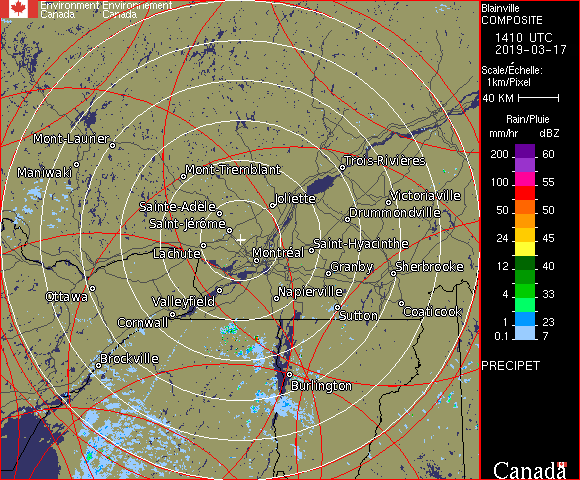 Environment Environnement
Canada Canada
Blainville
COMPOSITE
1410 UTC
2019-03-17
Scale/Échelle:
1km/Pixel
40 KM
Rain/Pluie
mm/hr dBZ
200 60
100 55
50 50
24 45
12 40
4 33
1 23
0.1 7
PRECIPET
Mont-Laurier
Maniwaki
Mont-Tremblant
Trois-Rivières
Joliette
Victoriaville
Sainte-Adèle
Drummondville
Saint-Jérôme
Saint-Hyacinthe
Lachute
Montréal
Granby
Sherbrooke
Ottawa
Valleyfield
Napierville
Cornwall
Sutton
Coaticook
Brockville
Burlington
Canada